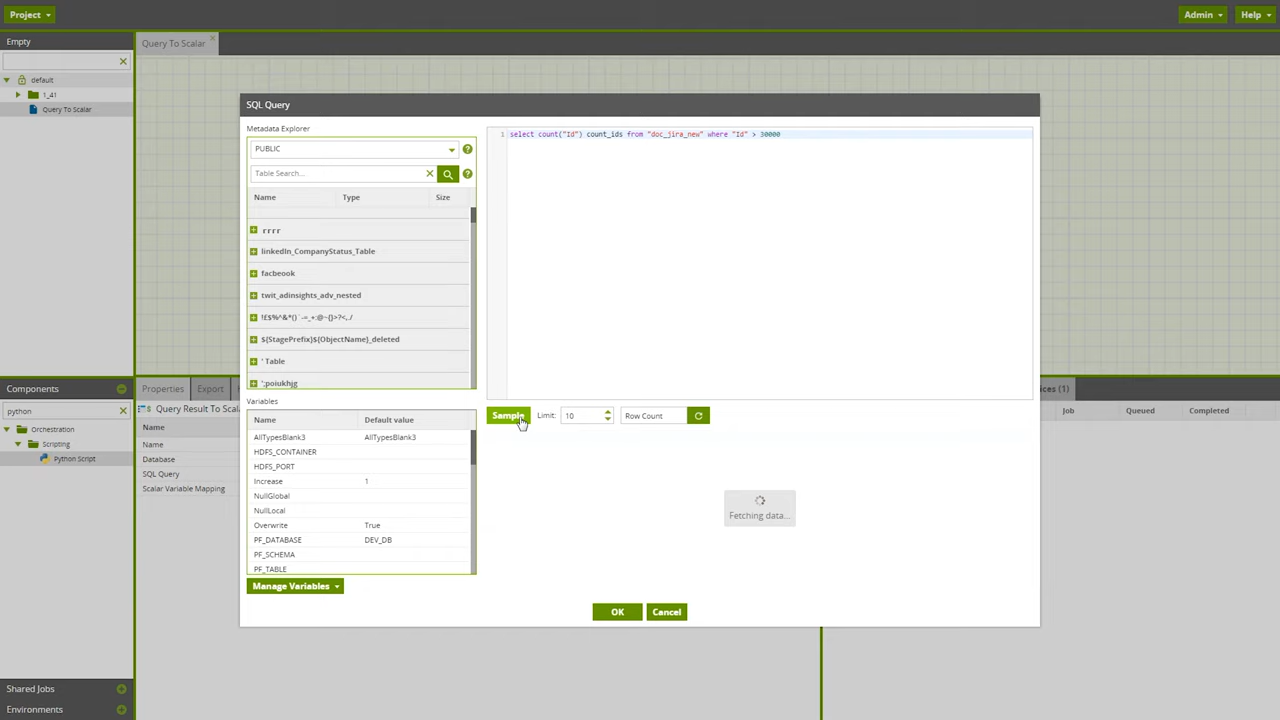 Project
Admin
Help
Empty
Query To Scalar
default
1_41
Query To Scalar
SQL Query
Metadata Explorer
PUBLIC
Table Search...
Name Type Size
rrrr
linkedIn_CompanyStatus_Table
facbeook
twit_adinsights_adv_nested
${StagePrefix}${ObjectName}_deleted
' Table
';poiukhjg
1 select count("Id") count_ids from "doc_jira_new" where "Id" > 30000
Variables
Name Default value
AllTypesBlank3 AllTypesBlank3
HDFS_CONTAINER
HDFS_PORT
Increase 1
NullGlobal
NullLocal
Overwrite True
PF_DATABASE DEV_DB
PF_SCHEMA
PF_TABLE
Manage Variables
Sample Limit: 10 Row Count
Fetching data...
OK Cancel
Components
python
Orchestration
Scripting
Python Script
Properties Export
Query Result To Scal
Name
Name
Database
SQL Query
Scalar Variable Mapping
ices (1)
Job Queued Completed
Shared Jobs
Environments